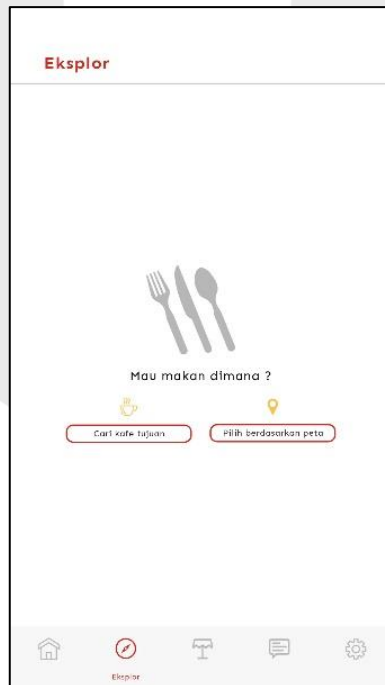 Eksplor
Mau makan dimana ?
Cari kafe tujuan
Pilih berdasarkan peta
Eksplor